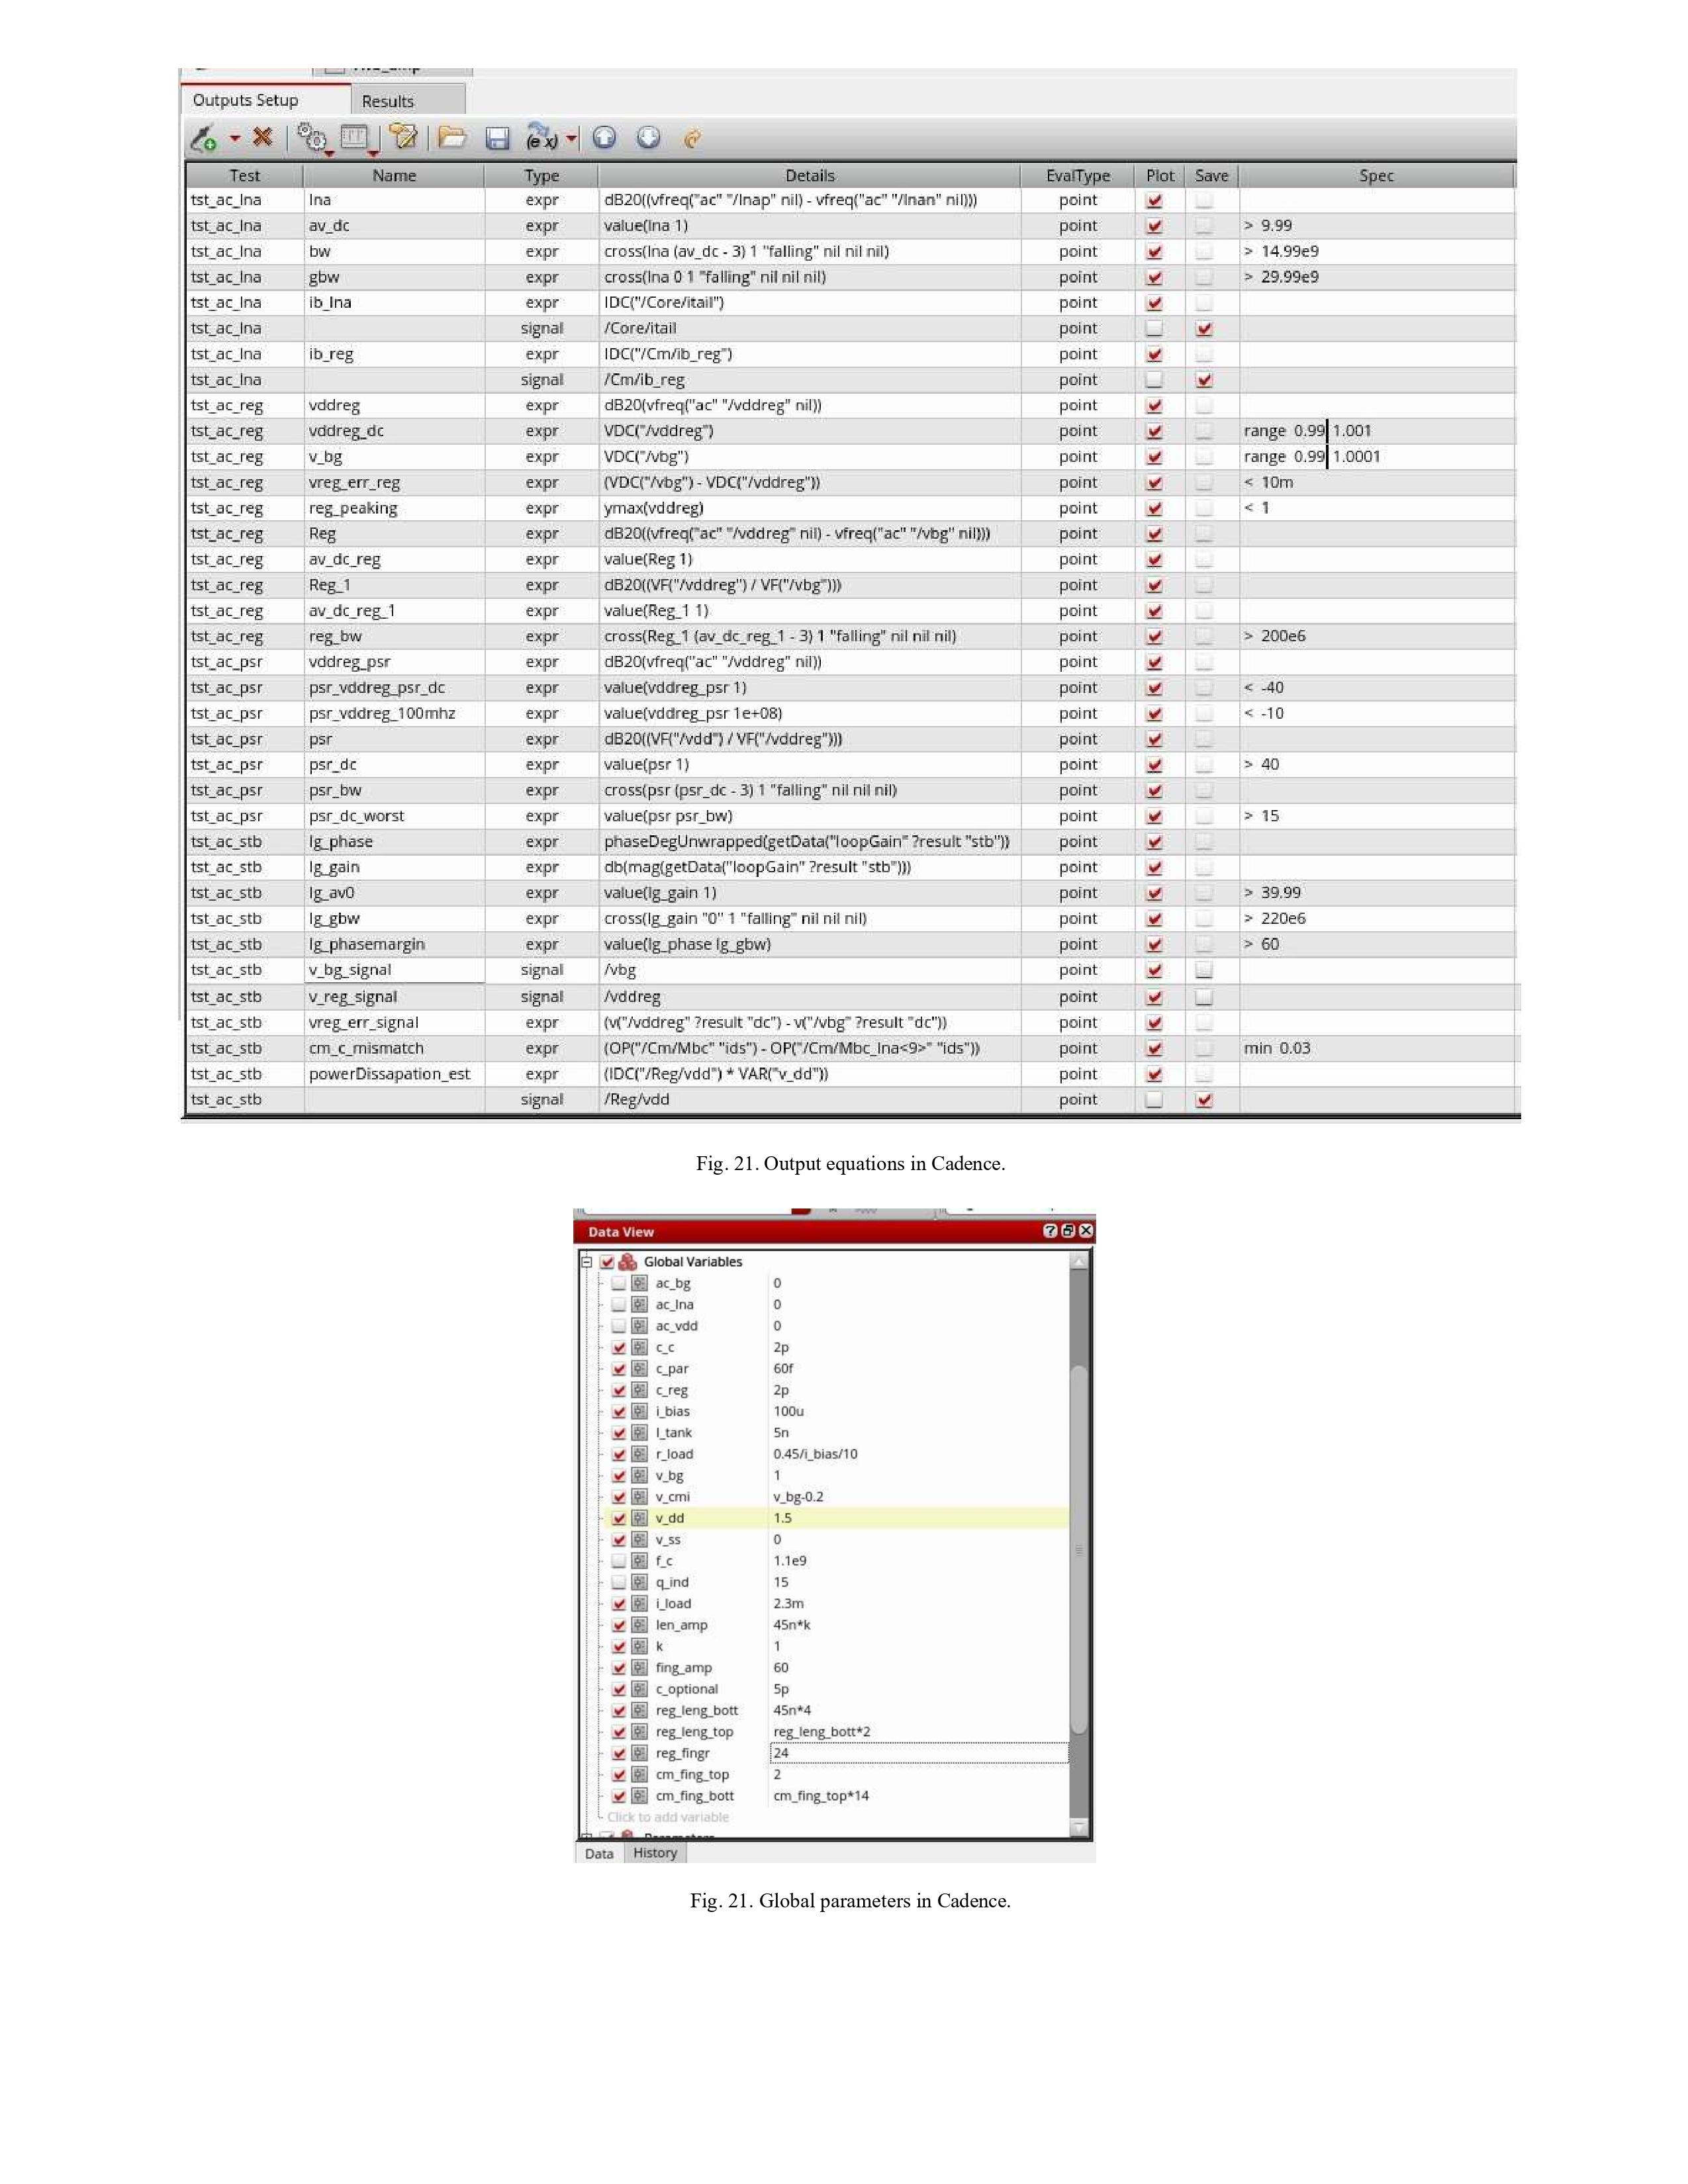 Outputs Setup Results
Test Name Type Details EvalType Plot Save Spec
tst_ac_lna lna expr dB20((vfreq("ac" "/lnap" nil) - vfreq("ac" "/lnan" nil))) point
tst_ac_lna av_dc expr value(lna 1) point > 9.99
tst_ac_lna bw expr cross(lna (av_dc - 3) 1 "falling" nil nil nil) point > 14.99e9
tst_ac_lna gbw expr cross(lna 0 1 "falling" nil nil nil) point > 29.99e9
tst_ac_lna ib_lna expr IDC("/Core/itail") point
tst_ac_lna signal /Core/itail point
tst_ac_lna ib_reg expr IDC("/Cm/ib_reg") point
tst_ac_lna signal /Cm/ib_reg point
tst_ac_reg vddreg expr dB20(vfreq("ac" "/vddreg" nil)) point
tst_ac_reg vddreg_dc expr VDC("/vddreg") point range 0.99 1.001
tst_ac_reg v_bg expr VDC("/vbg") point range 0.99 1.0001
tst_ac_reg vreg_err_reg expr (VDC("/vbg") - VDC("/vddreg")) point < 10m
tst_ac_reg reg_peaking expr ymax(vddreg) point < 1
tst_ac_reg Reg expr dB20((vfreq("ac" "/vddreg" nil) - vfreq("ac" "/vbg" nil))) point
tst_ac_reg av_dc_reg expr value(Reg 1) point
tst_ac_reg Reg_1 expr dB20((VF("/vddreg") / VF("/vbg"))) point
tst_ac_reg av_dc_reg_1 expr value(Reg_1 1) point
tst_ac_reg reg_bw expr cross(Reg_1 (av_dc_reg_1 - 3) 1 "falling" nil nil nil) point > 200e6
tst_ac_psr vddreg_psr expr dB20(vfreq("ac" "/vddreg" nil)) point
tst_ac_psr psr_vddreg_psr_dc expr value(vddreg_psr 1) point < -40
tst_ac_psr psr_vddreg_100mhz expr value(vddreg_psr 1e+08) point < -10
tst_ac_psr psr expr dB20((VF("/vdd") / VF("/vddreg"))) point
tst_ac_psr psr_dc expr value(psr 1) point > 40
tst_ac_psr psr_bw expr cross(psr (psr_dc - 3) 1 "falling" nil nil nil) point
tst_ac_psr psr_dc_worst expr value(psr psr_bw) point > 15
tst_ac_stb lg_phase expr phaseDegUnwrapped(getData("loopGain" ?result "stb")) point
tst_ac_stb lg_gain expr db(mag(getData("loopGain" ?result "stb"))) point
tst_ac_stb lg_av0 expr value(lg_gain 1) point > 39.99
tst_ac_stb lg_gbw expr cross(lg_gain "0" 1 "falling" nil nil nil) point > 220e6
tst_ac_stb lg_phasemargin expr value(lg_phase lg_gbw) point > 60
tst_ac_stb v_bg_signal signal /vbg point
tst_ac_stb v_reg_signal signal /vddreg point
tst_ac_stb vreg_err_signal expr (v("/vddreg" ?result "dc") - v("/vbg" ?result "dc")) point
tst_ac_stb cm_c_mismatch expr (OP("/Cm/Mbc" "ids") - OP("/Cm/Mbc_lna<9>" "ids")) point min 0.03
tst_ac_stb powerDissapation_est expr (IDC("/Reg/vdd") * VAR("v_dd")) point
tst_ac_stb signal /Reg/vdd point
Fig. 21. Output equations in Cadence.
Data View
Global Variables
ac_bg 0
ac_lna 0
ac_vdd 0
c_c 2p
c_par 60f
c_reg 2p
i_bias 100u
l_tank 5n
r_load 0.45/i_bias/10
v_bg 1
v_cmi v_bg-0.2
v_dd 1.5
v_ss 0
f_c 1.1e9
q_ind 15
i_load 2.3m
len_amp 45n*k
k 1
fing_amp 60
c_optional 5p
reg_leng_bott 45n*4
reg_leng_top reg_leng_bott*2
reg_fingr 24
cm_fing_top 2
cm_fing_bott cm_fing_top*14
Click to add variable
Data History
Fig. 21. Global parameters in Cadence.